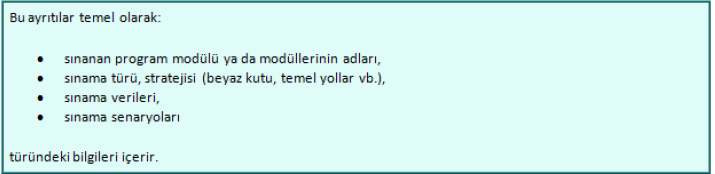 Bu ayrıtılar temel olarak:
• sınanan program modülü ya da modüllerinin adları,
• sınama türü, stratejisi (beyaz kutu, temel yollar vb.),
• sınama verileri,
• sınama senaryoları
türündeki bilgileri içerir.